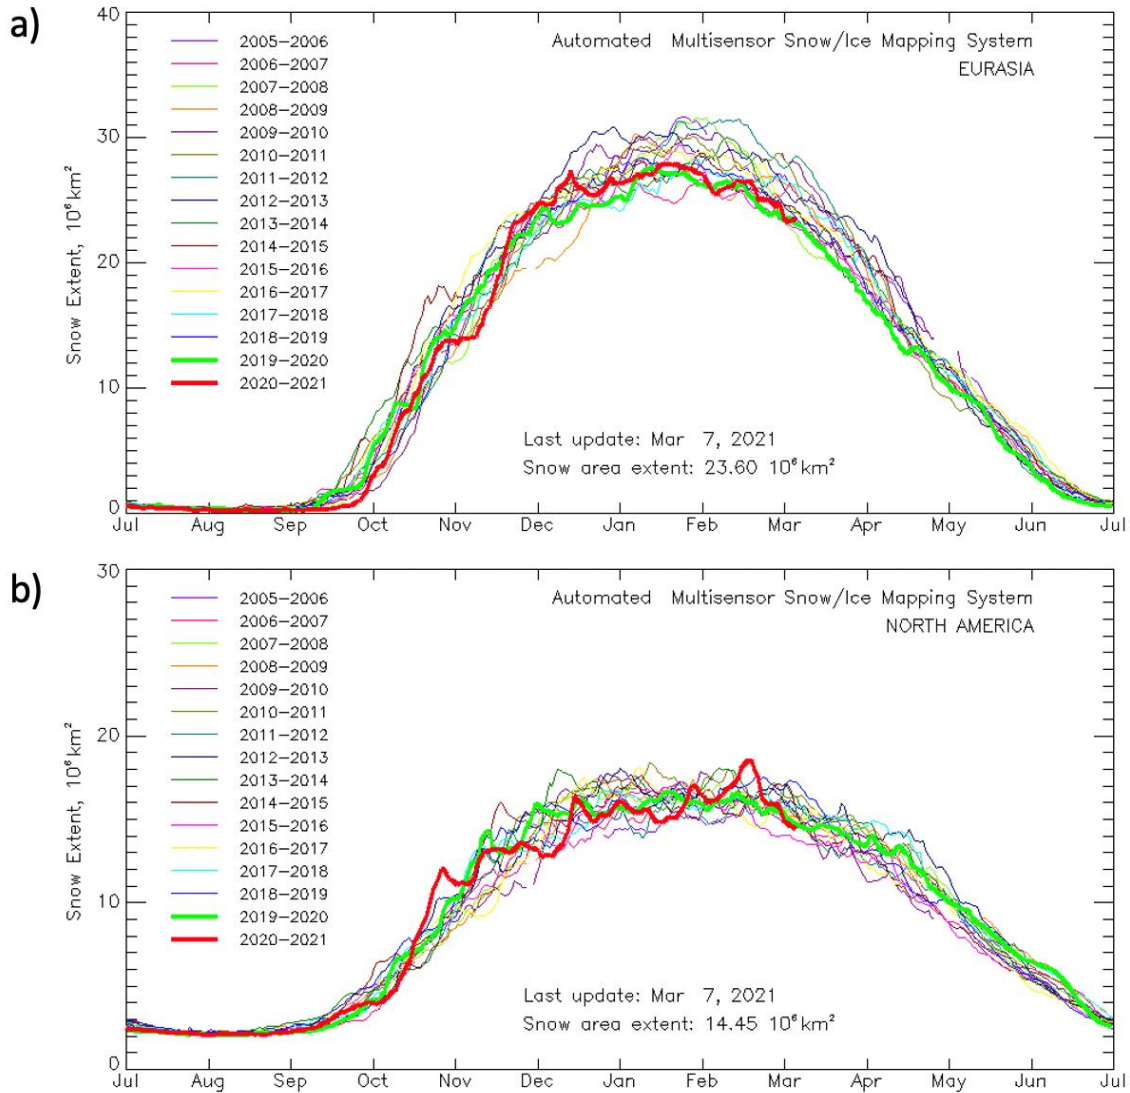 a)
Automated Multisensor Snow/Ice Mapping System
EURASIA
40
30
20
10
0
Snow Extent, 10⁶km²
2005-2006
2006-2007
2007-2008
2008-2009
2009-2010
2010-2011
2011-2012
2012-2013
2013-2014
2014-2015
2015-2016
2016-2017
2017-2018
2018-2019
2019-2020
2020-2021
Last update: Mar 7, 2021
Snow area extent: 23.60 10⁶km²
Jul Aug Sep Oct Nov Dec Jan Feb Mar Apr May Jun Jul
b)
Automated Multisensor Snow/Ice Mapping System
NORTH AMERICA
30
20
10
0
Snow Extent, 10⁶km²
2005-2006
2006-2007
2007-2008
2008-2009
2009-2010
2010-2011
2011-2012
2012-2013
2013-2014
2014-2015
2015-2016
2016-2017
2017-2018
2018-2019
2019-2020
2020-2021
Last update: Mar 7, 2021
Snow area extent: 14.45 10⁶km²
Jul Aug Sep Oct Nov Dec Jan Feb Mar Apr May Jun Jul